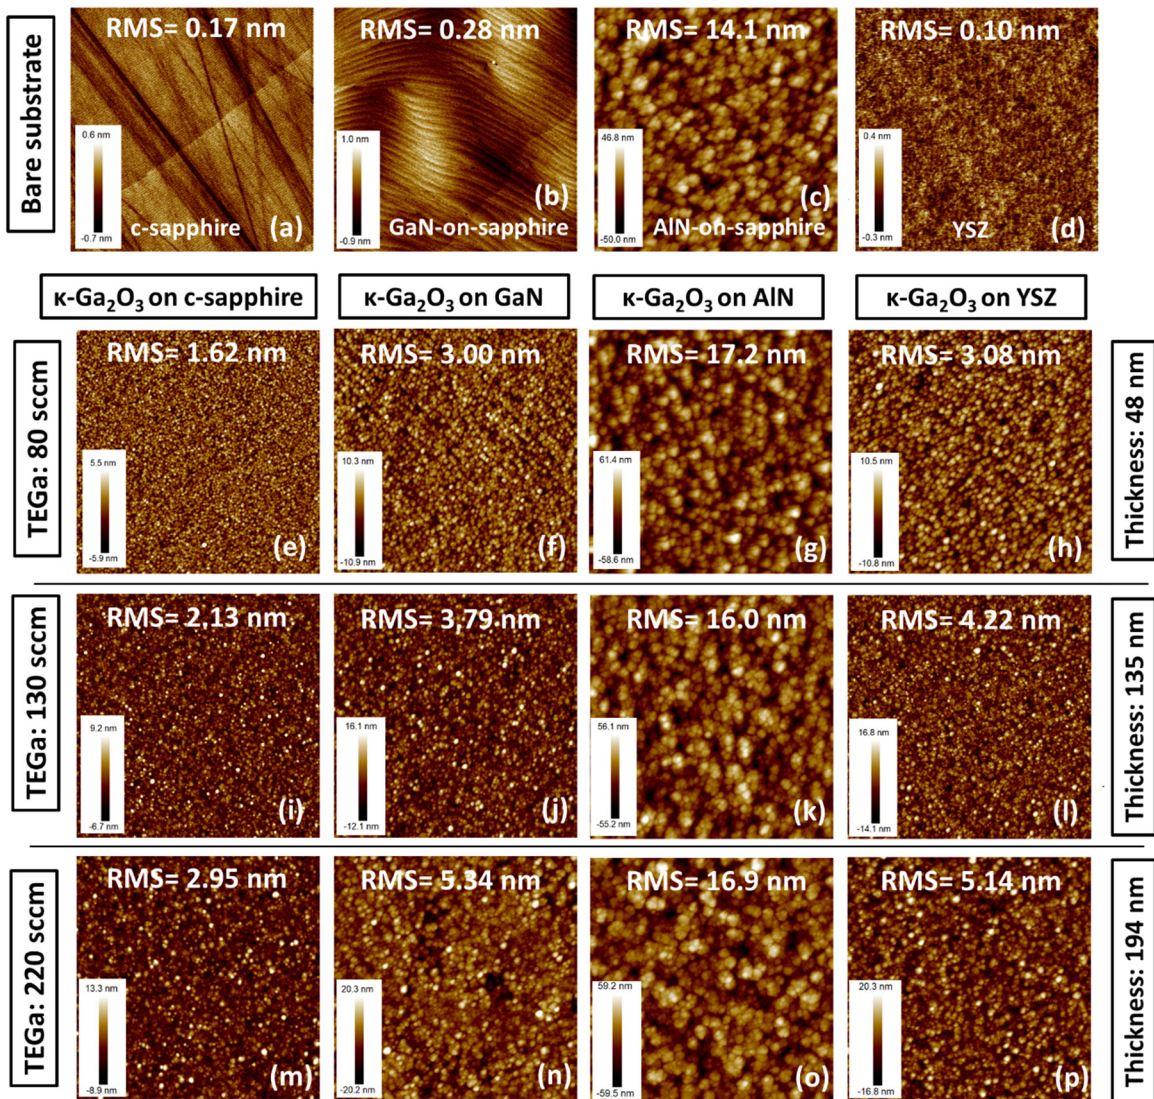 Bare substrate
RMS= 0.17 nm
0.6 nm
-0.7 nm
c-sapphire
(a)
RMS= 0.28 nm
1.0 nm
-0.9 nm
(b)
GaN-on-sapphire
RMS= 14.1 nm
46.8 nm
-50.0 nm
(c)
AlN-on-sapphire
RMS= 0.10 nm
0.4 nm
-0.3 nm
YSZ
(d)
κ-Ga₂O₃ on c-sapphire
κ-Ga₂O₃ on GaN
κ-Ga₂O₃ on AlN
κ-Ga₂O₃ on YSZ
TEGa: 80 sccm
RMS= 1.62 nm
5.5 nm
-5.9 nm
(e)
RMS= 3.00 nm
10.3 nm
-10.9 nm
(f)
RMS= 17.2 nm
61.4 nm
-58.6 nm
(g)
RMS= 3.08 nm
10.5 nm
-10.8 nm
(h)
Thickness: 48 nm
TEGa: 130 sccm
RMS= 2,13 nm
9.2 nm
-6.7 nm
(i)
RMS= 3,79 nm
16.1 nm
-12.1 nm
(j)
RMS= 16.0 nm
56.1 nm
-55.2 nm
(k)
RMS= 4.22 nm
16.8 nm
-14.1 nm
(l)
Thickness: 135 nm
TEGa: 220 sccm
RMS= 2.95 nm
13.3 nm
-8.9 nm
(m)
RMS= 5.34 nm
20.3 nm
-20.2 nm
(n)
RMS= 16.9 nm
59.2 nm
-59.5 nm
(o)
RMS= 5.14 nm
20.3 nm
-16.8 nm
(p)
Thickness: 194 nm